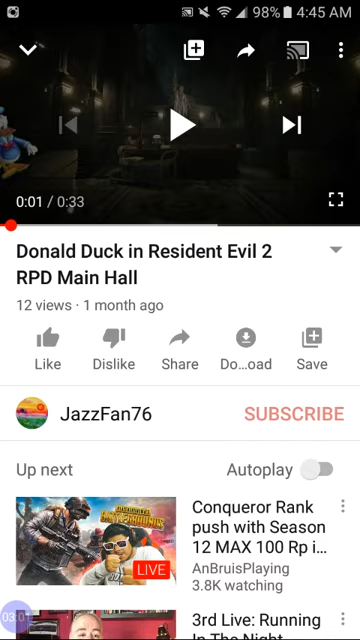 98% 4:45 AM
0:01 / 0:33
Donald Duck in Resident Evil 2
RPD Main Hall
12 views · 1 month ago
Like Dislike Share Do...oad Save
JazzFan76 SUBSCRIBE
Up next Autoplay
Conqueror Rank
push with Season
12 MAX 100 Rp i...
AnBruisPlaying
3.8K watching
LIVE
03:01
3rd Live: Running
In The Night